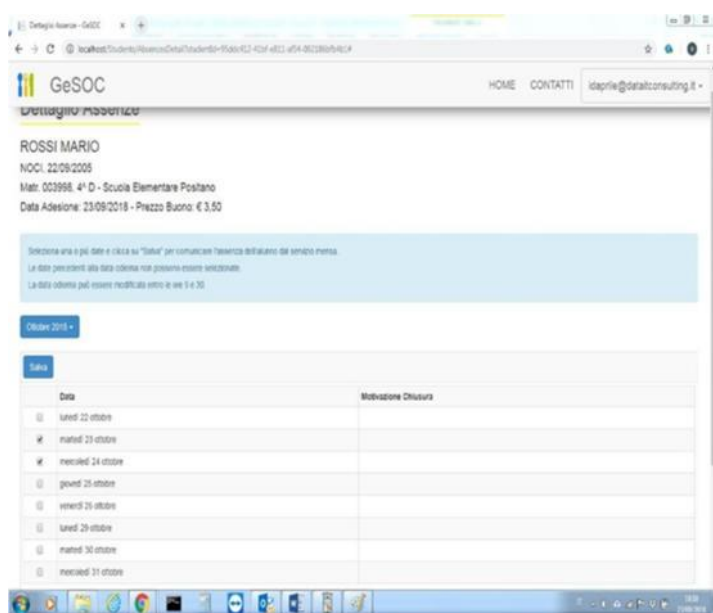 Dettaglio Assenze - GeSOC
GeSOC
HOME CONTATTI idaprile@dataitconsulting.it
Dettaglio Assenze
ROSSI MARIO
NOCI, 22/09/2005
Matr. 003998, 4^ D - Scuola Elementare Positano
Data Adesione: 23/09/2018 - Prezzo Buono: € 3,50
Seleziona una o più date e clicca su "Salva" per comunicare l'assenza dell'alunno dal servizio mensa.
Le date precedenti alla data odierna non possono essere selezionate.
La data odierna può essere modificata entro le ore 9 e 30.
Ottobre 2018
Salva
Data Motivazione Chiusura
lunedì 22 ottobre
martedì 23 ottobre
mercoledì 24 ottobre
giovedì 25 ottobre
venerdì 26 ottobre
lunedì 29 ottobre
martedì 30 ottobre
mercoledì 31 ottobre